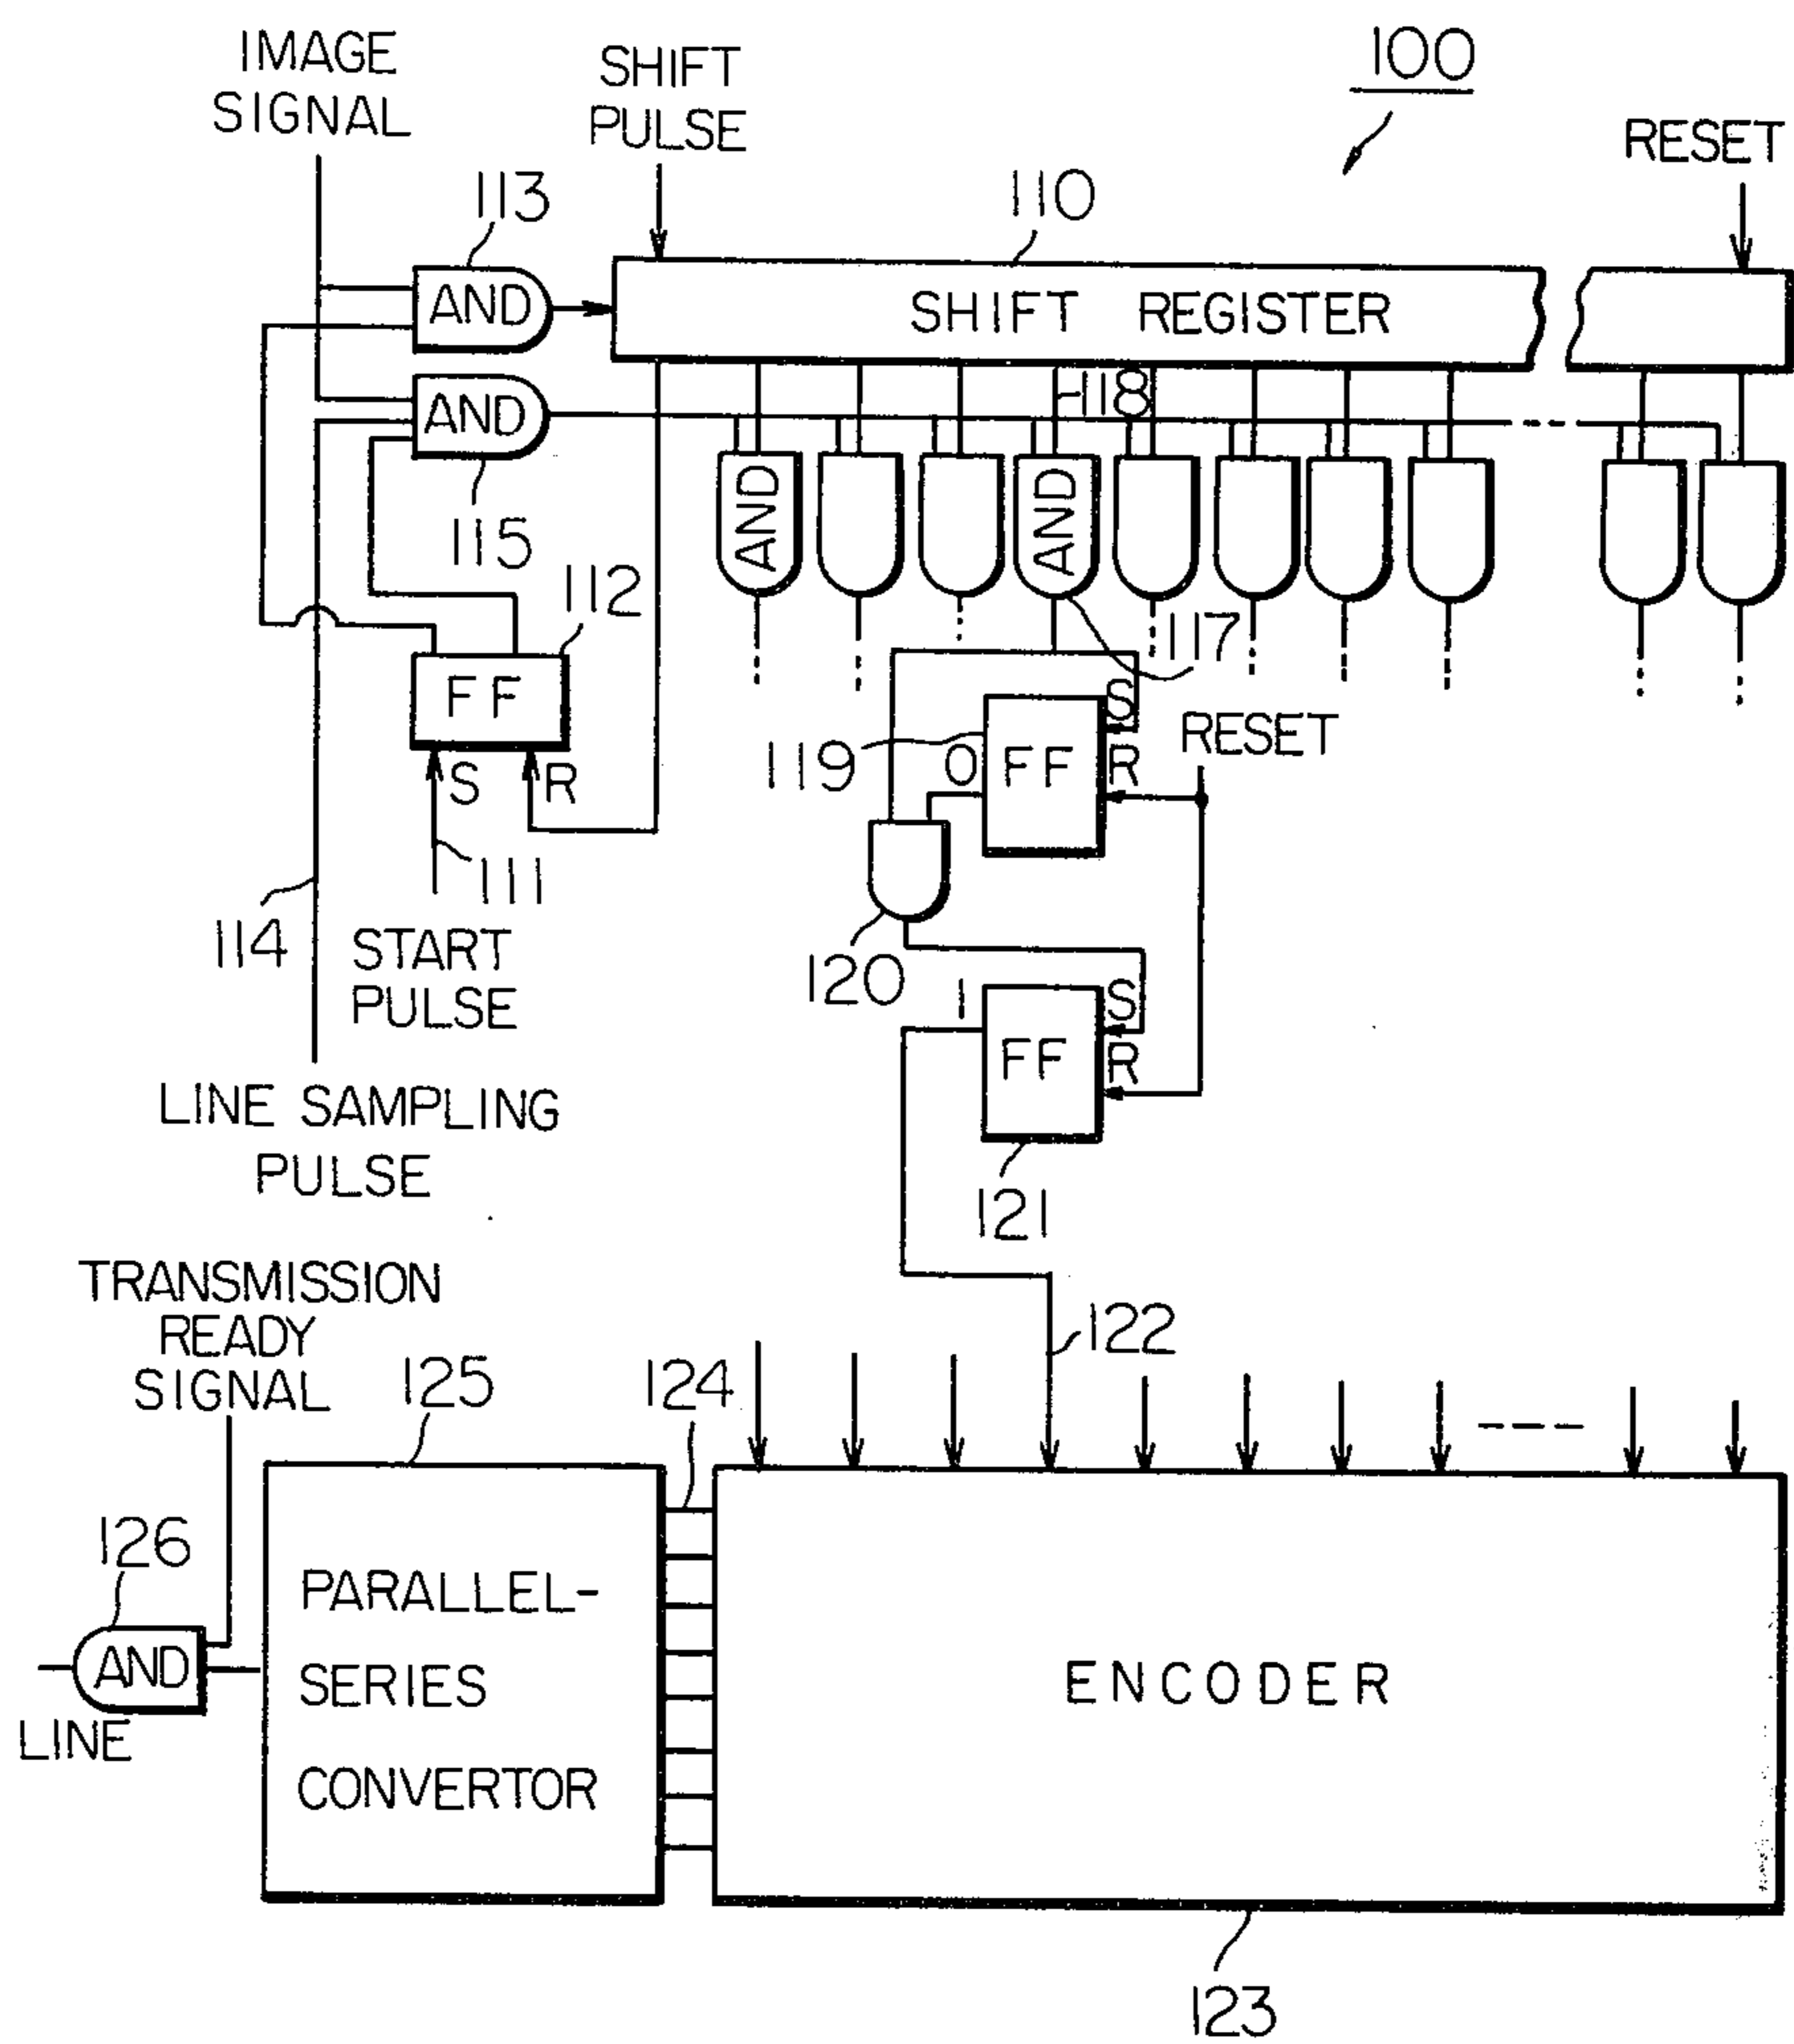 IMAGE
SIGNAL
SHIFT
PULSE
100
RESET
113
110
AND
SHIFT REGISTER
AND
118
115
AND
AND
112
117
FF
S
R
S
RESET
119
0
FF
R
111
114
START
PULSE
120
1
S
FF
R
LINE SAMPLING
PULSE
121
TRANSMISSION
READY
SIGNAL
122
125
124
126
PARALLEL-
AND
SERIES
ENCODER
LINE
CONVERTOR
123